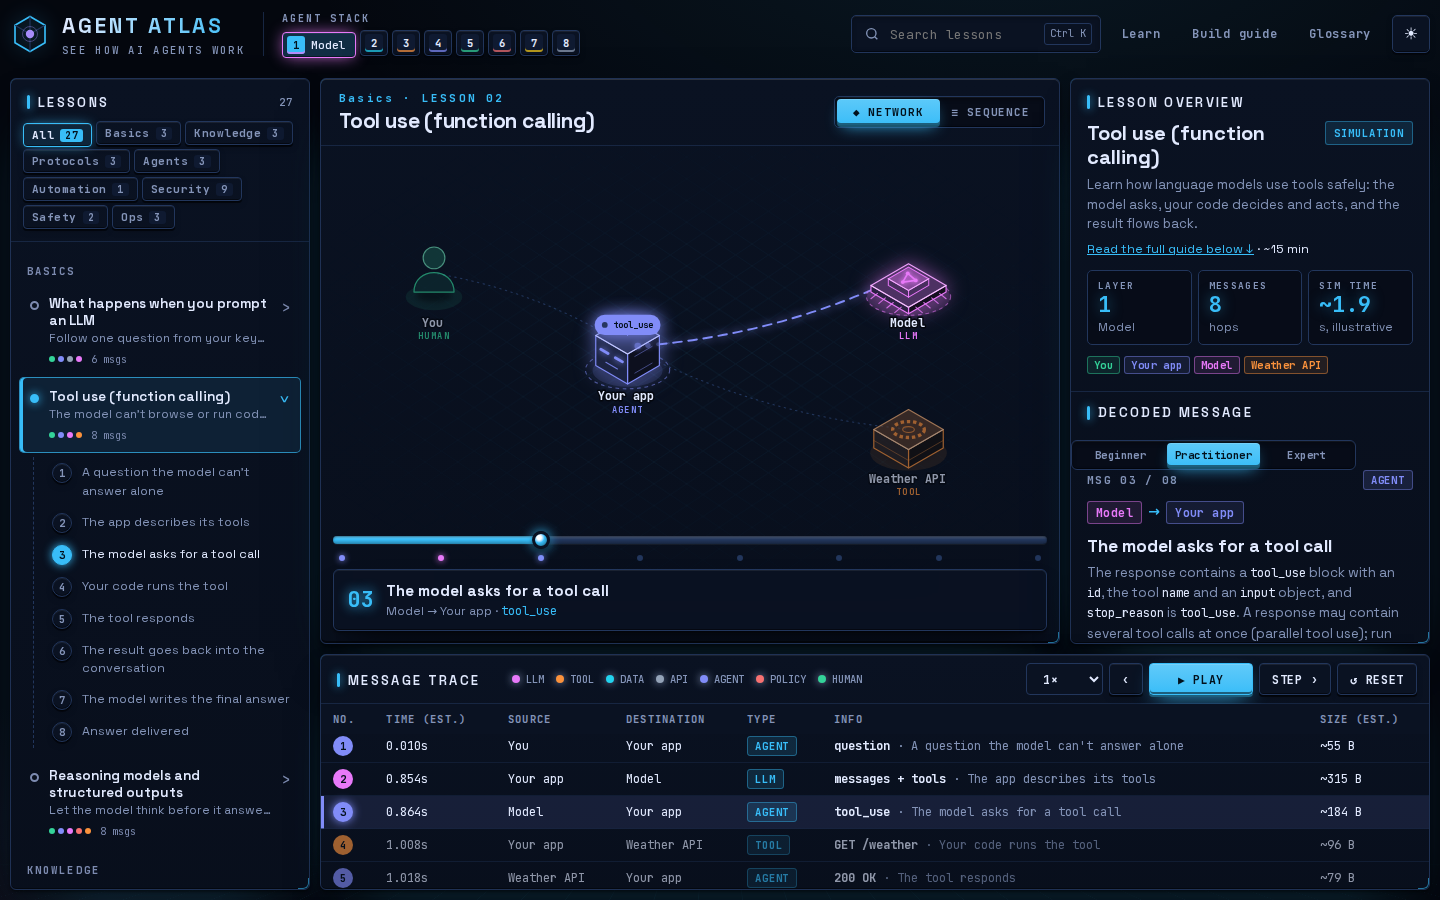 AGENT ATLAS
SEE HOW AI AGENTS WORK
AGENT STACK
1 Model 2 3 4 5 6 7 8
Search lessons Ctrl K
Learn Build guide Glossary
LESSONS 27
All 27 Basics 3 Knowledge 3
Protocols 3 Agents 3
Automation 1 Security 9
Safety 2 Ops 3
BASICS
What happens when you prompt
an LLM
Follow one question from your key…
6 msgs
Tool use (function calling)
The model can't browse or run cod…
8 msgs
1 A question the model can't
answer alone
2 The app describes its tools
3 The model asks for a tool call
4 Your code runs the tool
5 The tool responds
6 The result goes back into the
conversation
7 The model writes the final answer
8 Answer delivered
Reasoning models and
structured outputs
Let the model think before it answe…
8 msgs
KNOWLEDGE
Basics · LESSON 02
Tool use (function calling)
◆ NETWORK ≡ SEQUENCE
You
HUMAN
tool_use
Your app
AGENT
Model
LLM
Weather API
TOOL
03 The model asks for a tool call
Model → Your app · tool_use
LESSON OVERVIEW
Tool use (function
calling)
SIMULATION
Learn how language models use tools safely: the
model asks, your code decides and acts, and the
result flows back.
Read the full guide below ↓ · ~15 min
LAYER
1
Model
MESSAGES
8
hops
SIM TIME
~1.9
s, illustrative
You Your app Model Weather API
DECODED MESSAGE
Beginner Practitioner Expert
MSG 03 / 08 AGENT
Model → Your app
The model asks for a tool call
The response contains a tool_use block with an
id, the tool name and an input object, and
stop_reason is tool_use. A response may contain
several tool calls at once (parallel tool use); run
MESSAGE TRACE
LLM TOOL DATA API AGENT POLICY HUMAN
1× ‹ ▶ PLAY STEP › ↺ RESET
NO. TIME (EST.) SOURCE DESTINATION TYPE INFO SIZE (EST.)
1 0.010s You Your app AGENT question · A question the model can't answer alone ~55 B
2 0.854s Your app Model LLM messages + tools · The app describes its tools ~315 B
3 0.864s Model Your app AGENT tool_use · The model asks for a tool call ~184 B
4 1.008s Your app Weather API TOOL GET /weather · Your code runs the tool ~96 B
5 1.018s Weather API Your app AGENT 200 OK · The tool responds ~79 B